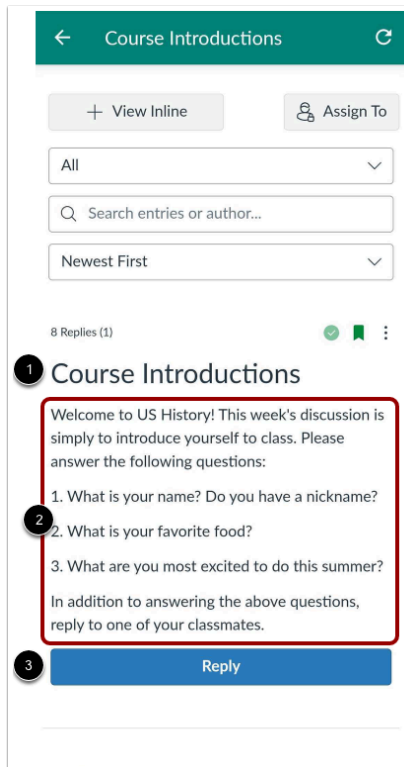 Course Introductions
View Inline
Assign To
All
Search entries or author...
Newest First
8 Replies (1)
1
Course Introductions
Welcome to US History! This week's discussion is
simply to introduce yourself to class. Please
answer the following questions:
1. What is your name? Do you have a nickname?
2
2. What is your favorite food?
3. What are you most excited to do this summer?
In addition to answering the above questions,
reply to one of your classmates.
3
Reply